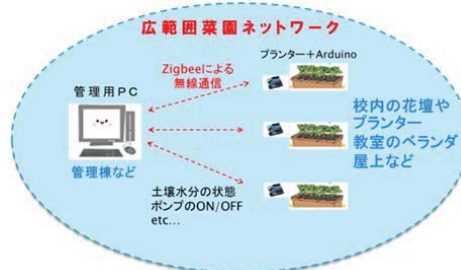 広範囲菜園ネットワーク
プランター＋Arduino
Zigbeeによる
無線通信
管理用ＰＣ
管理棟など
校内の花壇や
プランター
教室のベランダ
屋上など
土壌水分の状態
ポンプのON/OFF
etc…